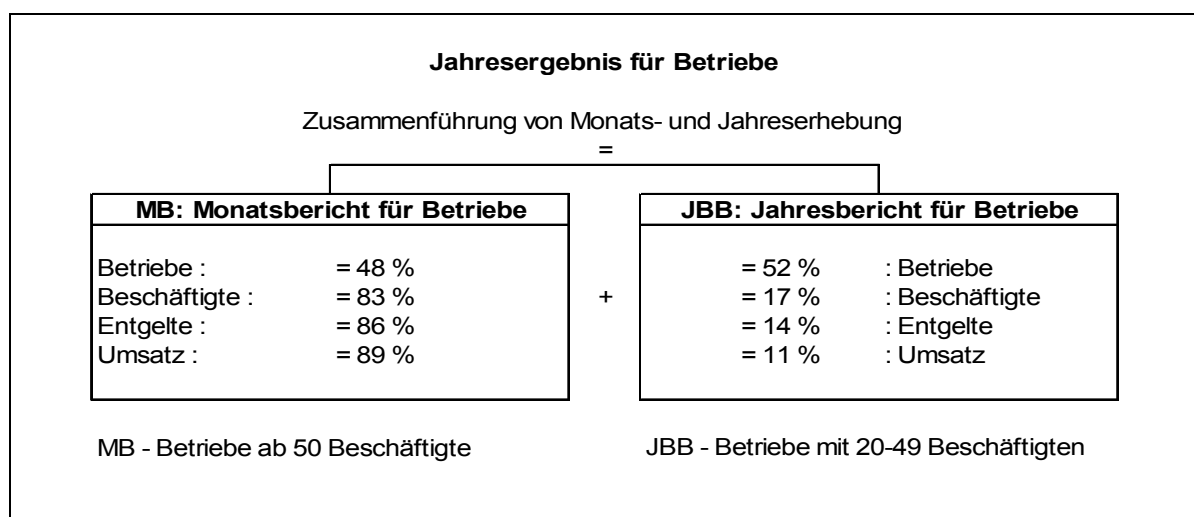 Jahresergebnis für Betriebe
Zusammenführung von Monats- und Jahreserhebung
=
MB: Monatsbericht für Betriebe
Betriebe : = 48 %
Beschäftigte : = 83 %
Entgelte : = 86 %
Umsatz : = 89 %
+
JBB: Jahresbericht für Betriebe
= 52 % : Betriebe
= 17 % : Beschäftigte
= 14 % : Entgelte
= 11 % : Umsatz
MB - Betriebe ab 50 Beschäftigte
JBB - Betriebe mit 20-49 Beschäftigten